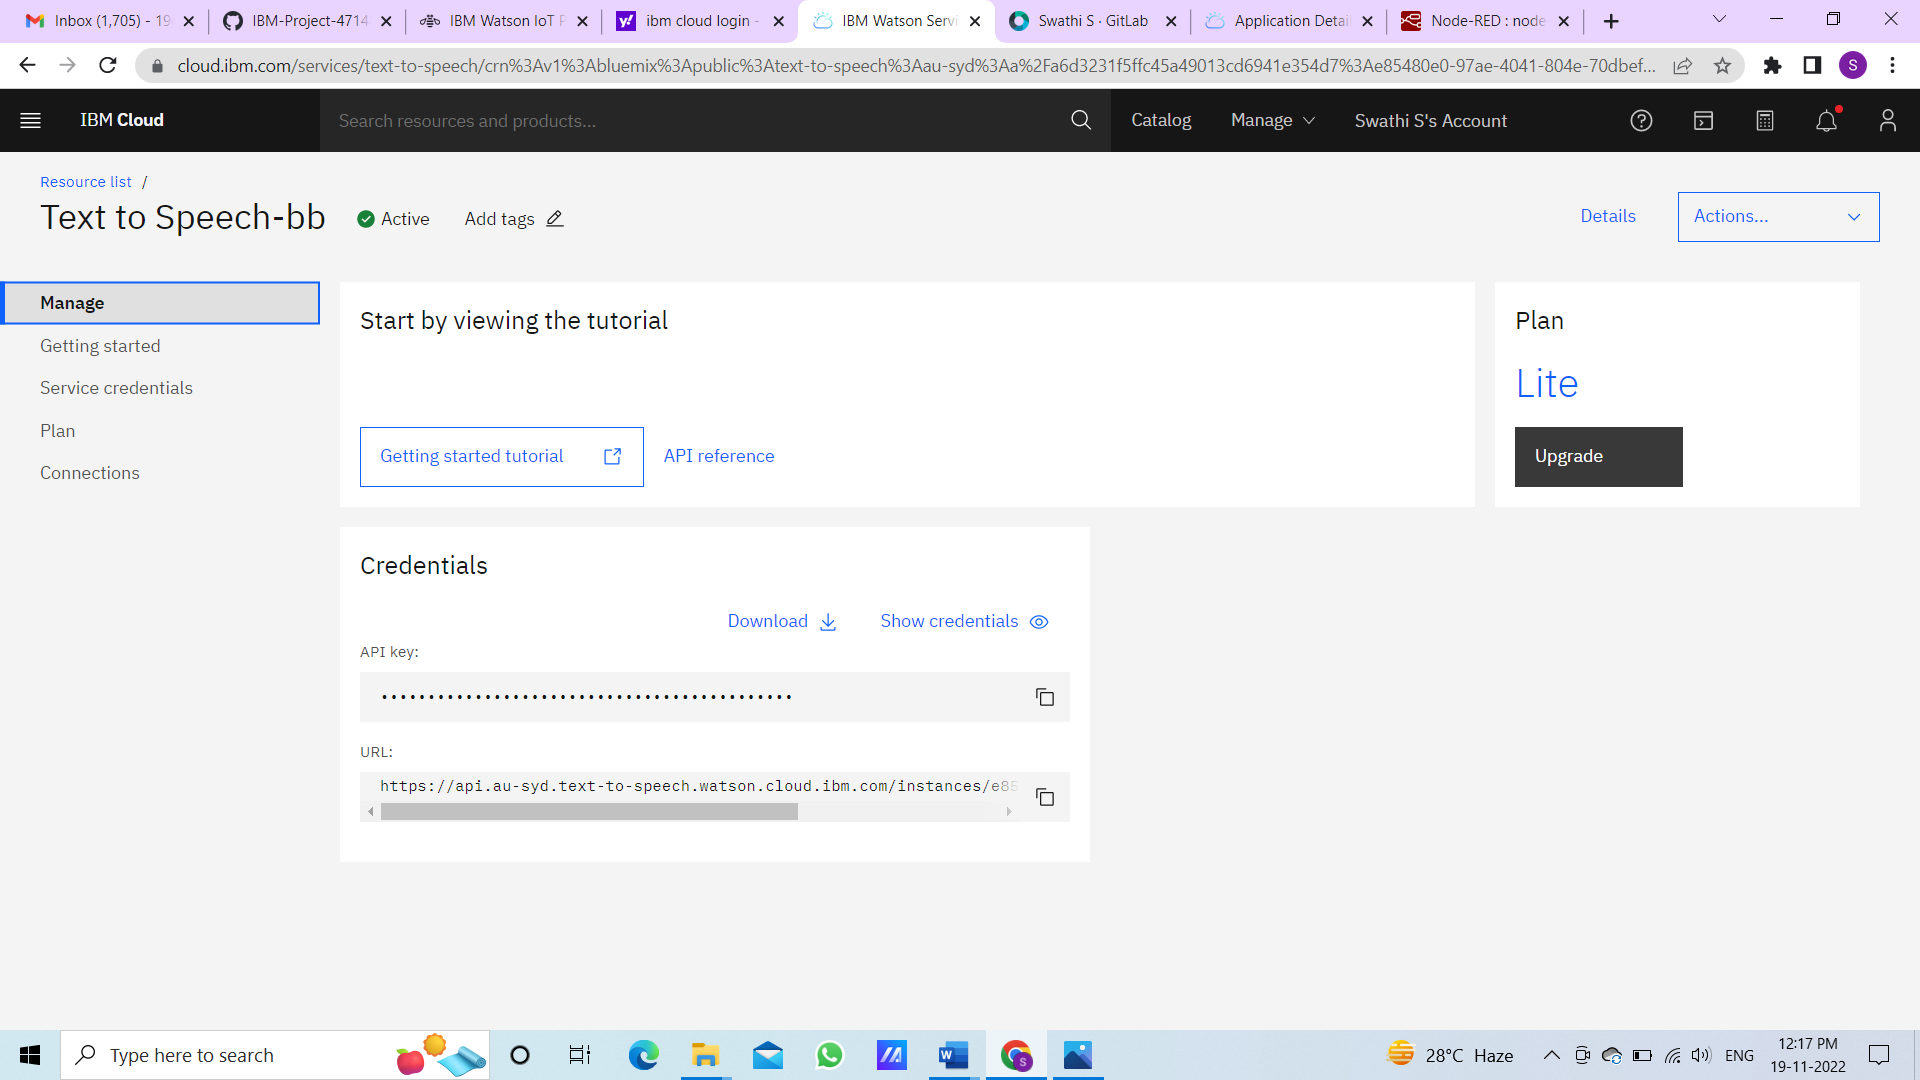 Inbox (1,705) - 19
IBM-Project-4714
IBM Watson IoT P
ibm cloud login -
IBM Watson Servi
Swathi S · GitLab
Application Detail
Node-RED : node
cloud.ibm.com/services/text-to-speech/crn%3Av1%3Abluemix%3Apublic%3Atext-to-speech%3Aau-syd%3Aa%2Fa6d3231f5ffc45a49013cd6941e354d7%3Ae85480e0-97ae-4041-804e-70dbef...
S
IBM Cloud
Search resources and products...
Catalog
Manage
Swathi S's Account
Resource list /
Text to Speech-bb
Active
Add tags
Details
Actions...
Manage
Getting started
Service credentials
Plan
Connections
Start by viewing the tutorial
Getting started tutorial
API reference
Plan
Lite
Upgrade
Credentials
Download
Show credentials
API key:
••••••••••••••••••••••••••••••••••••••••••••
URL:
https://api.au-syd.text-to-speech.watson.cloud.ibm.com/instances/e85
Type here to search
28°C Haze
ENG
12:17 PM
19-11-2022